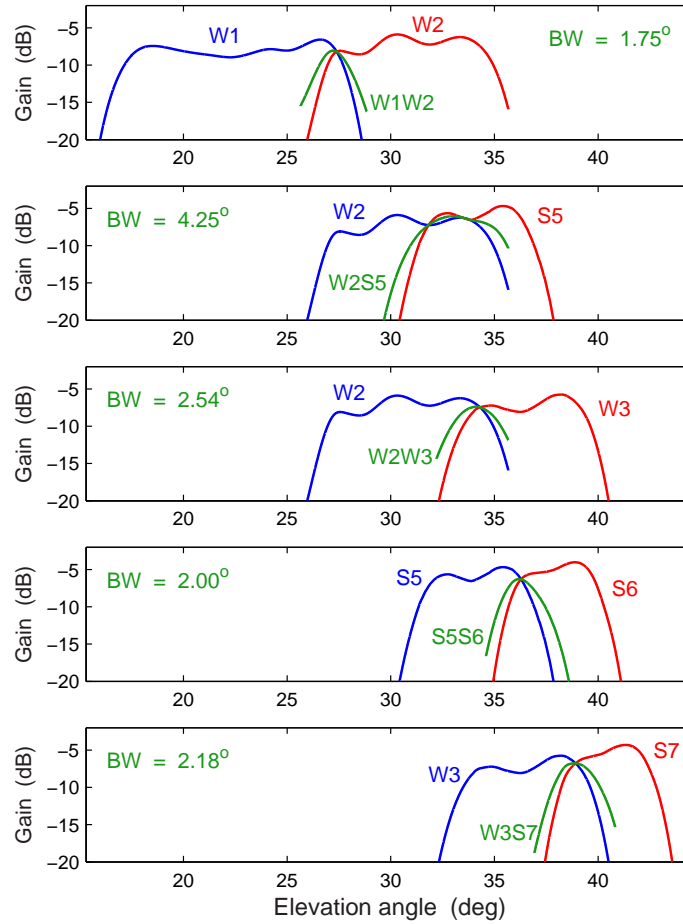 −5
W1
W2
BW = 1.75°
−10
W1W2
−15
−20
Gain (dB)
20 25 30 35 40
−5
BW = 4.25°
W2
S5
−10
W2S5
−15
−20
Gain (dB)
20 25 30 35 40
−5
BW = 2.54°
W2
W3
−10
W2W3
−15
−20
Gain (dB)
20 25 30 35 40
−5
BW = 2.00°
S5
S6
−10
S5S6
−15
−20
Gain (dB)
20 25 30 35 40
−5
BW = 2.18°
W3
S7
−10
W3S7
−15
−20
Gain (dB)
20 25 30 35 40
Elevation angle (deg)